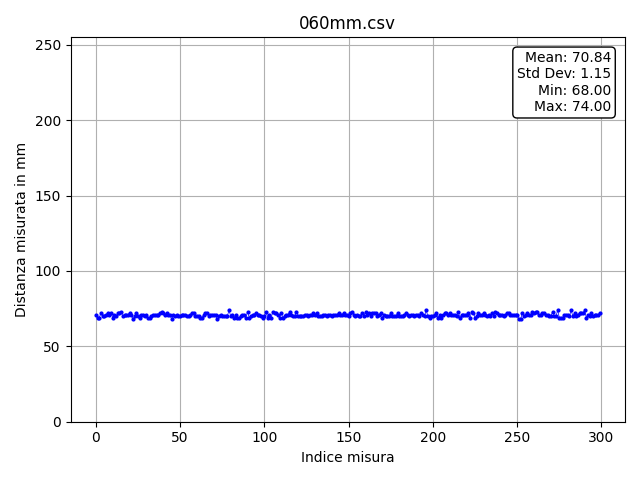 060mm.csv
Mean: 70.84
Std Dev: 1.15
Min: 68.00
Max: 74.00
Distanza misurata in mm
250
200
150
100
50
0
0 50 100 150 200 250 300
Indice misura